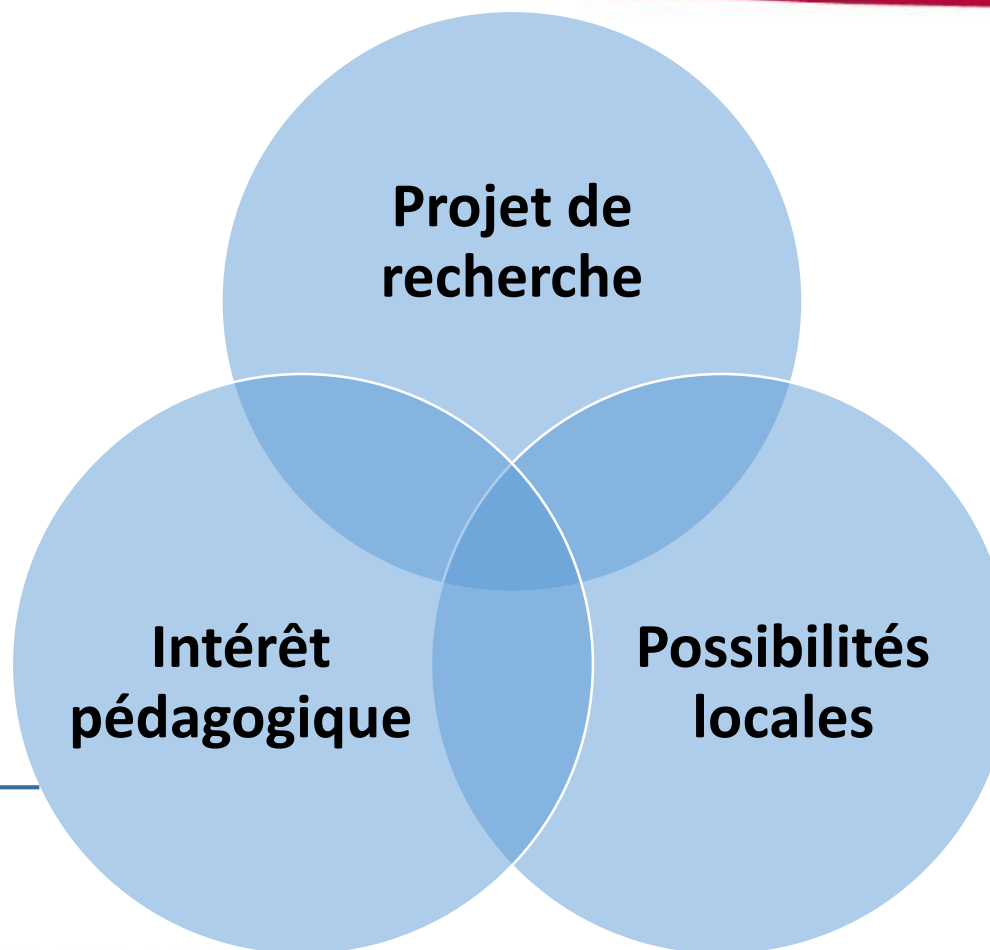 Projet de
recherche
Intérêt
pédagogique
Possibilités
locales